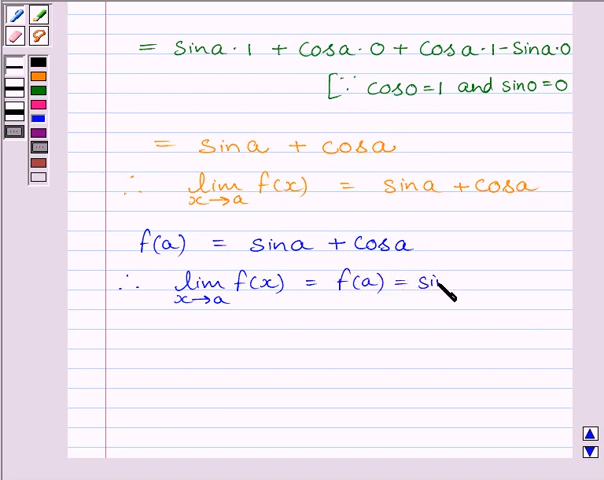 = sina · 1 + cosa · 0 + cosa · 1 - sina · 0
[∵ cos0 = 1 and sin0 = 0
= sina + cosa
∴ lim x→a f(x) = sina + cosa
f(a) = sina + cosa
∴ lim x→a f(x) = f(a) = si